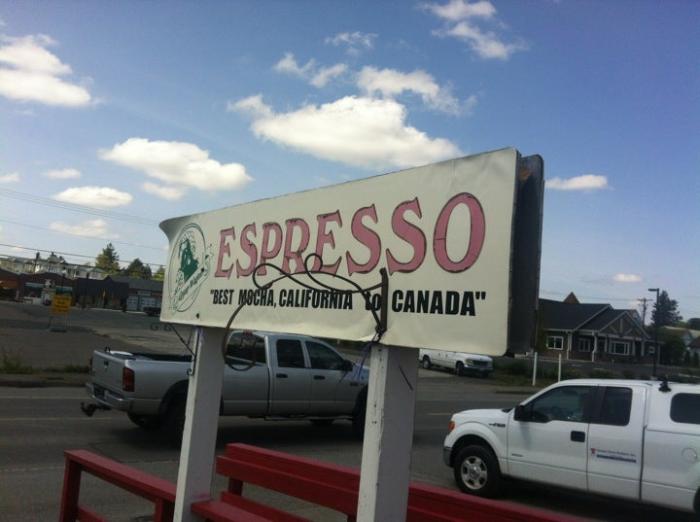 ESPRESSO
"BEST MOCHA, CALIFORNIA to CANADA"